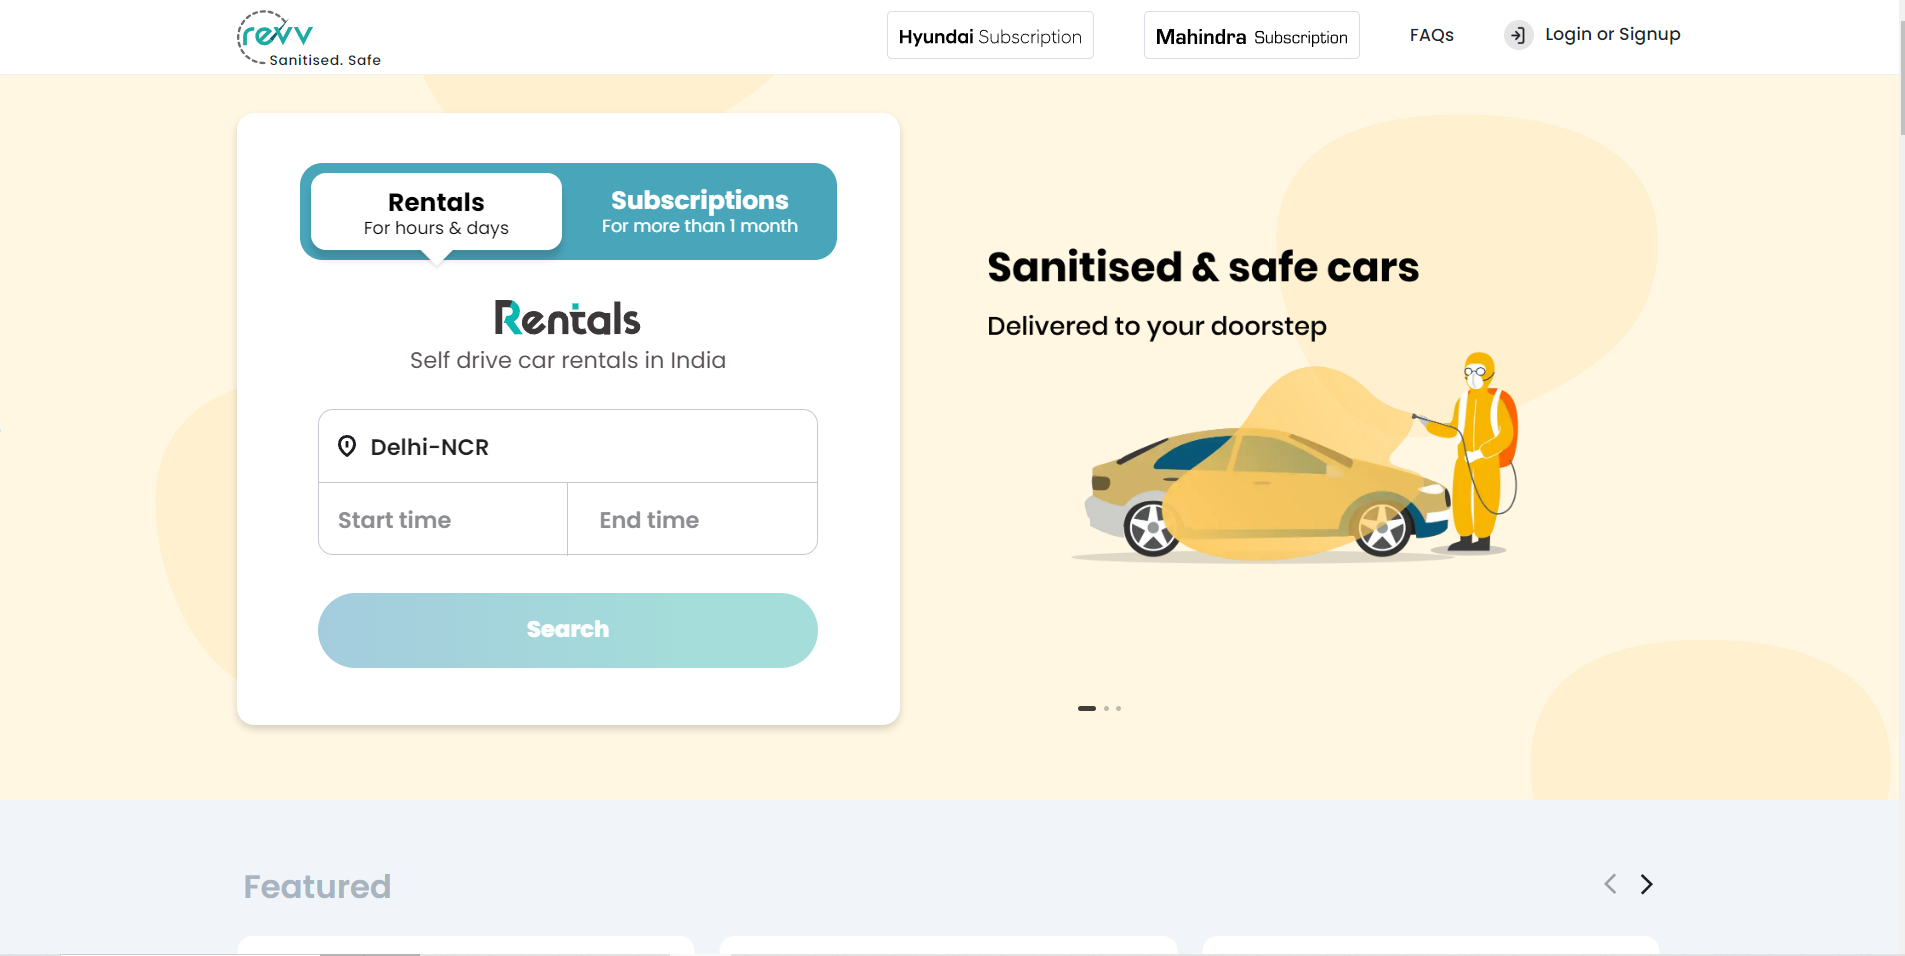 revv
Sanitised. Safe
Hyundai Subscription
Mahindra Subscription
FAQs
Login or Signup
Rentals
For hours & days
Subscriptions
For more than 1 month
Rentals
Self drive car rentals in India
Delhi-NCR
Start time
End time
Search
Sanitised & safe cars
Delivered to your doorstep
Featured